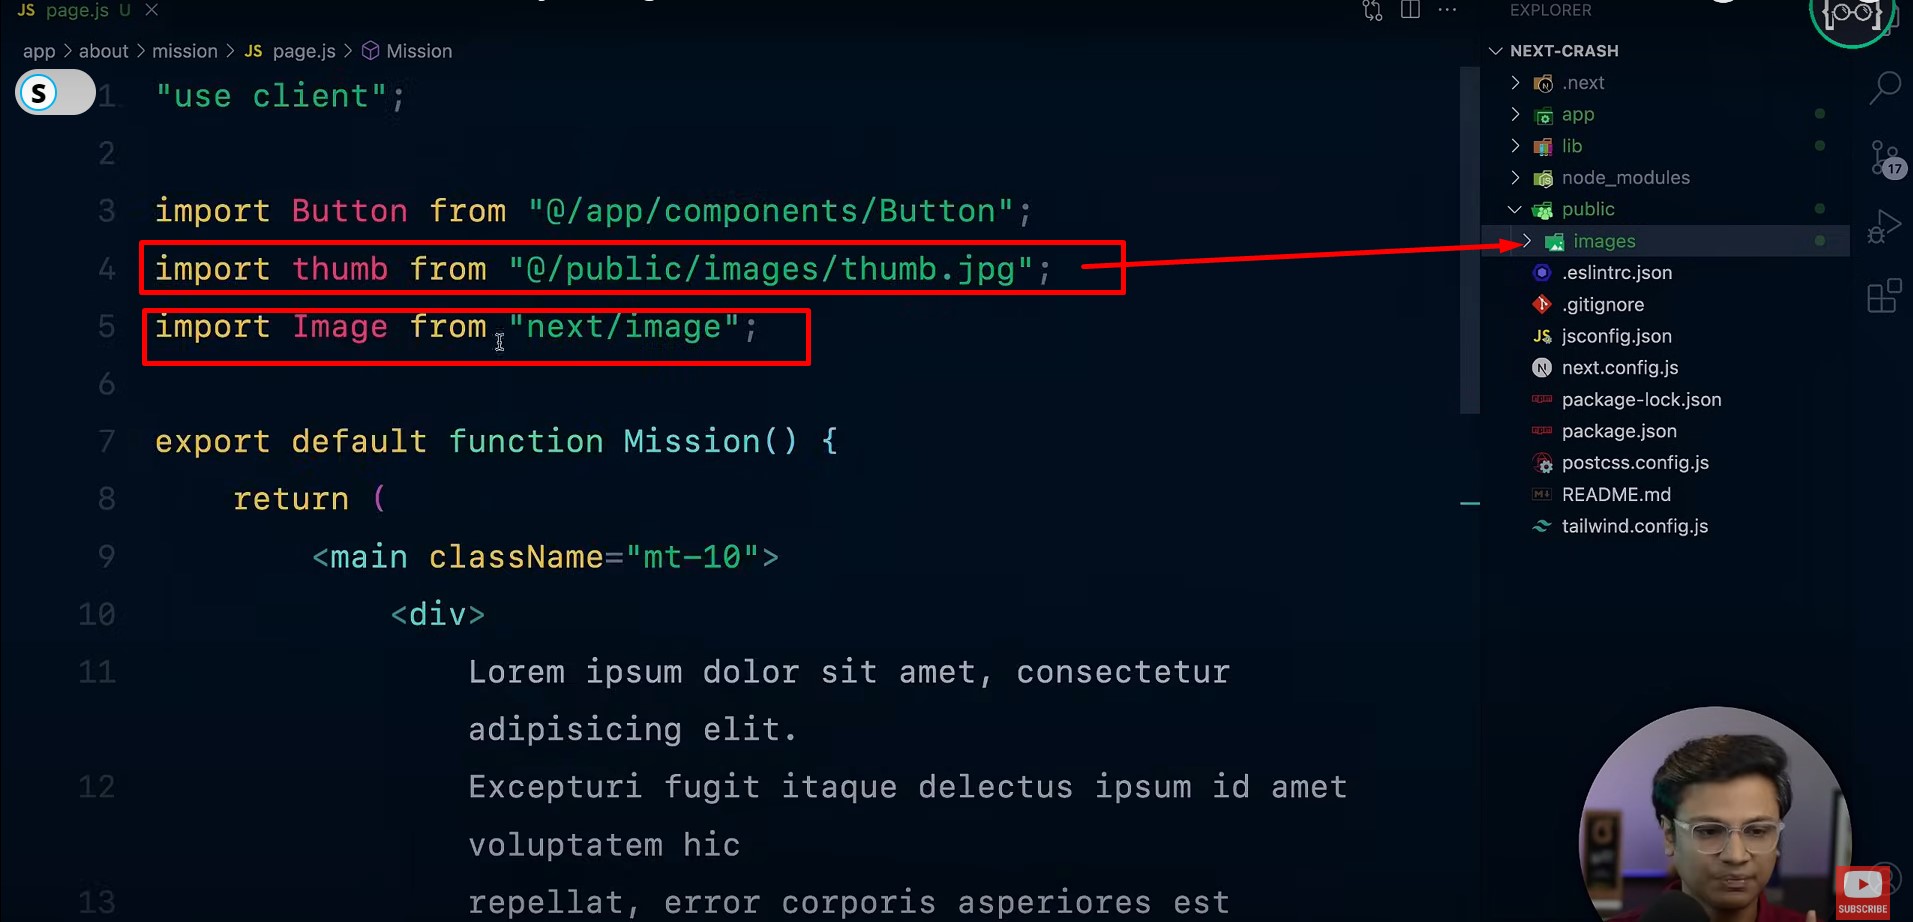 JS page.js U
EXPLORER
app > about > mission > JS page.js > Mission
NEXT-CRASH
S
1 "use client";
2
3 import Button from "@/app/components/Button";
4 import thumb from "@/public/images/thumb.jpg";
5 import Image from "next/image";
6
7 export default function Mission() {
8 return (
9 <main className="mt-10">
10 <div>
11 Lorem ipsum dolor sit amet, consectetur
adipisicing elit.
12 Excepturi fugit itaque delectus ipsum id amet
voluptatem hic
13 repellat, error corporis asperiores est
.next
app
lib
node_modules
public
images
.eslintrc.json
.gitignore
JS jsconfig.json
N next.config.js
package-lock.json
package.json
postcss.config.js
README.md
tailwind.config.js
17
SUBSCRIBE